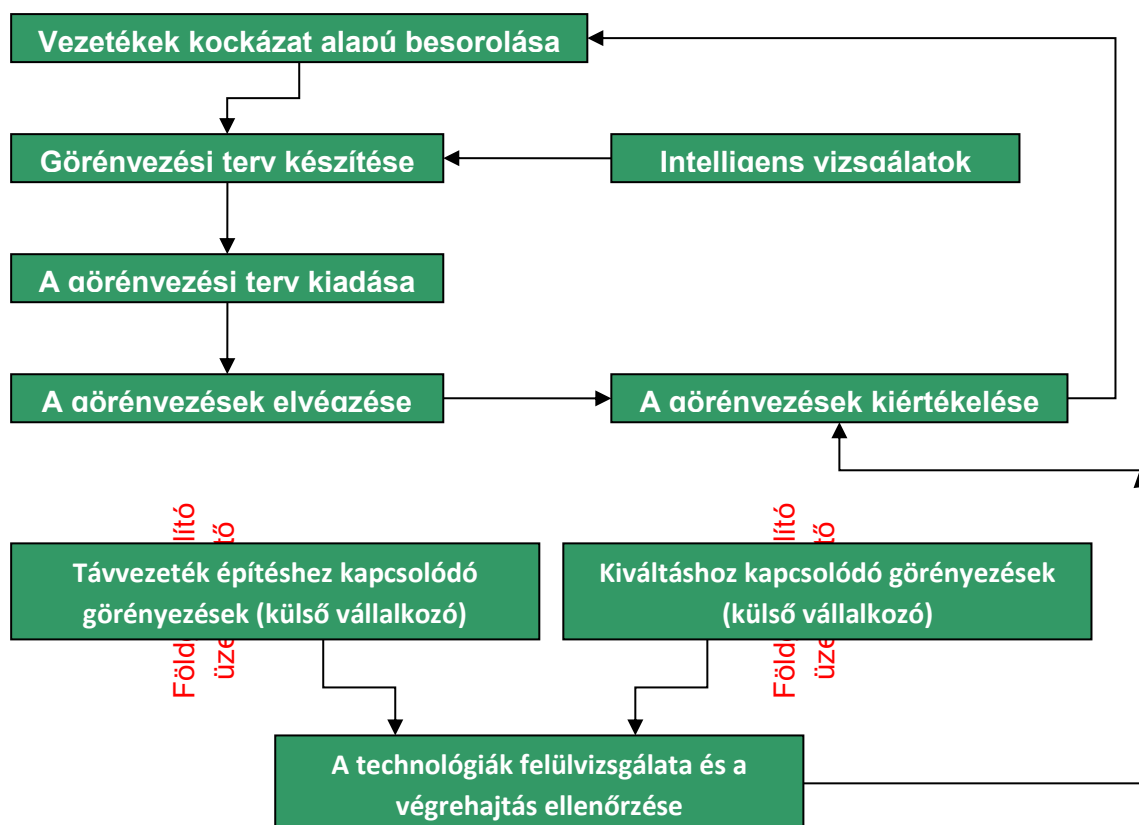 Vezetékek kockázat alapú besorolása
Görényezési terv készítése
Intelligens vizsgálatok
A görényezési terv kiadása
A görényezések elvégzése
A görényezések kiértékelése
Távvezeték építéshez kapcsolódó
görényezések (külső vállalkozó)
Kiváltáshoz kapcsolódó görényezések
(külső vállalkozó)
A technológiák felülvizsgálata és a
végrehajtás ellenőrzése